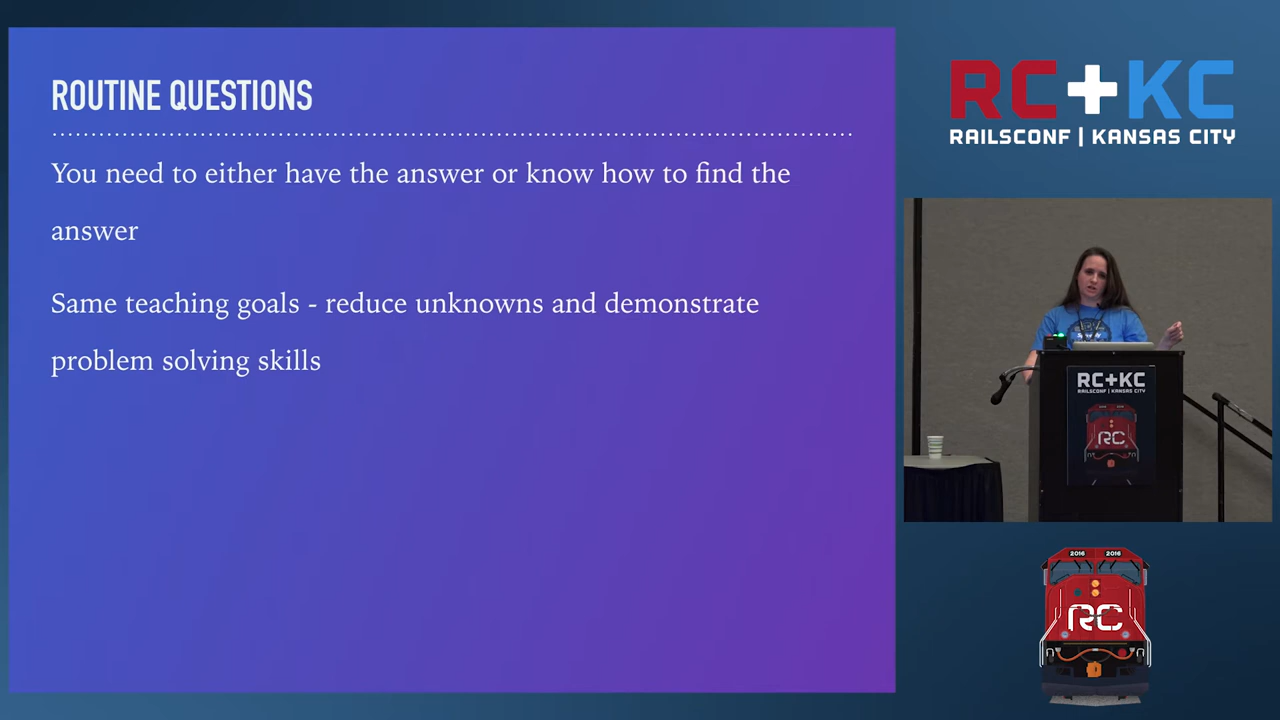 ROUTINE QUESTIONS
You need to either have the answer or know how to find the
answer
Same teaching goals - reduce unknowns and demonstrate
problem solving skills
RC+KC
RAILSCONF | KANSAS CITY
RC+KC
RAILSCONF | KANSAS CITY
RC
2016 2016
RC